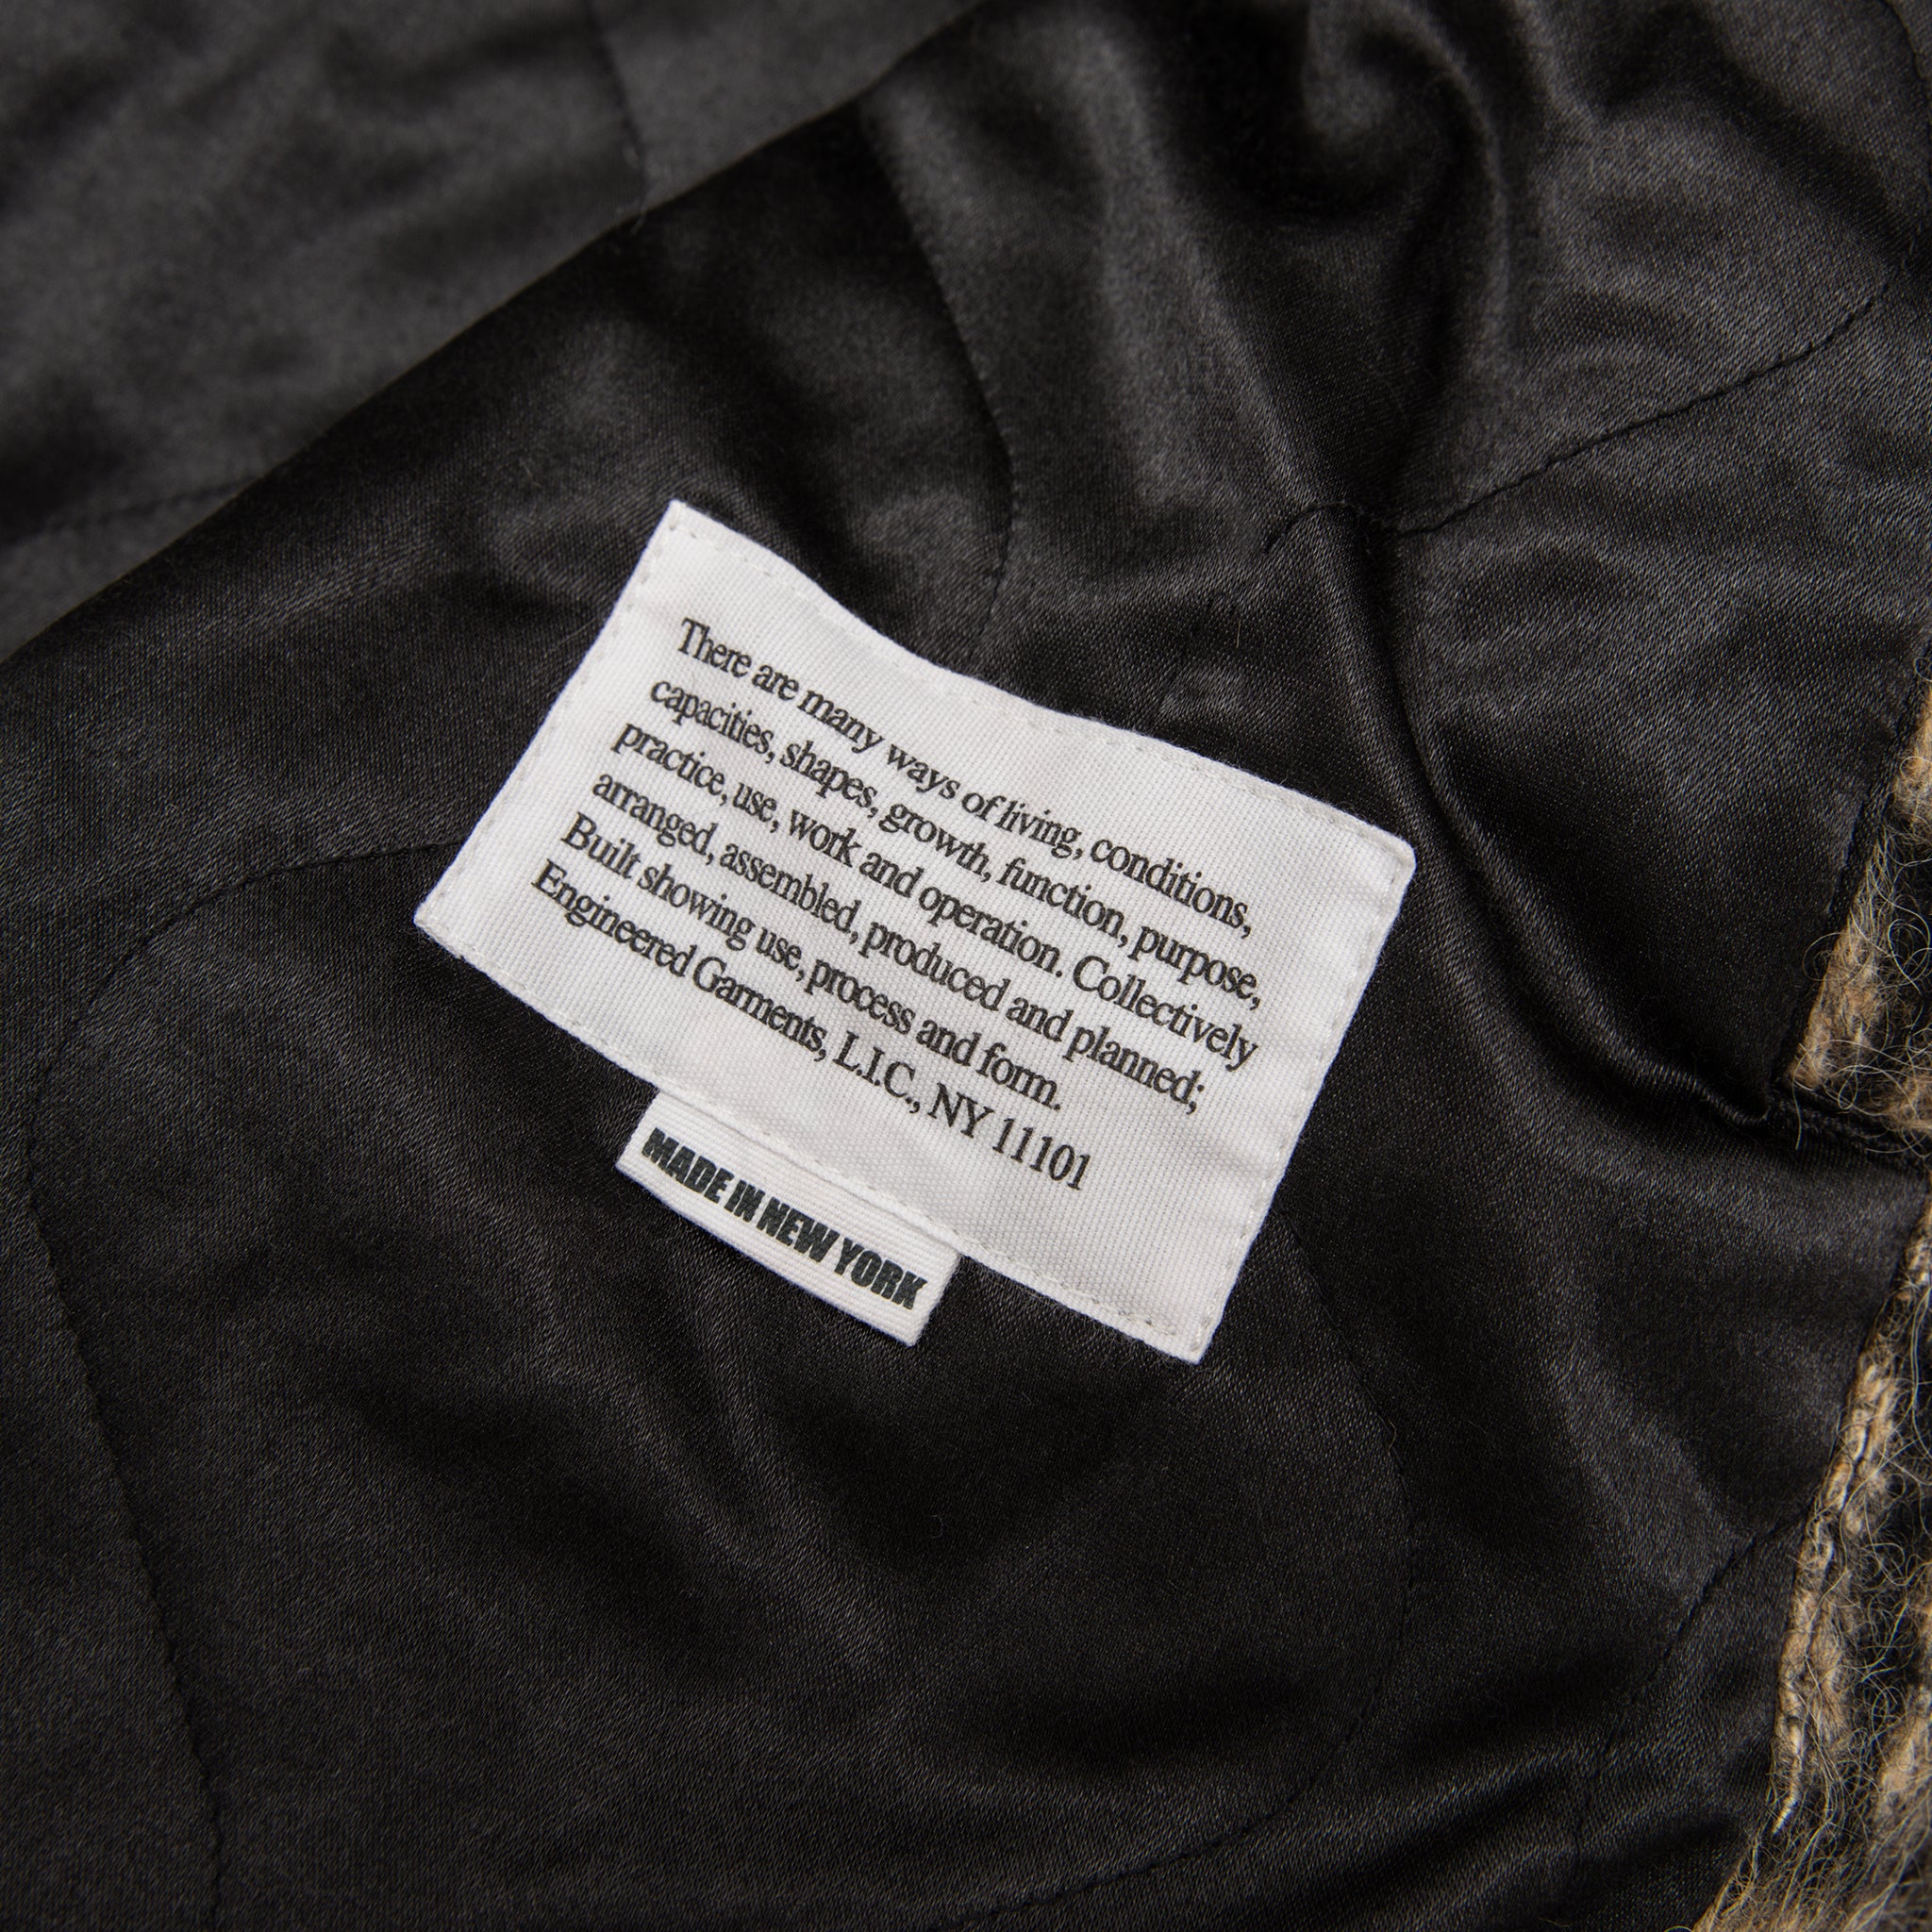 There are many ways of living, conditions,
capacities, shapes, growth, function, purpose,
practice, use, work and operation. Collectively
arranged, assembled, produced and planned;
Built showing use, process and form.
Engineered Garments, L.I.C., NY 11101
MADE IN NEW YORK